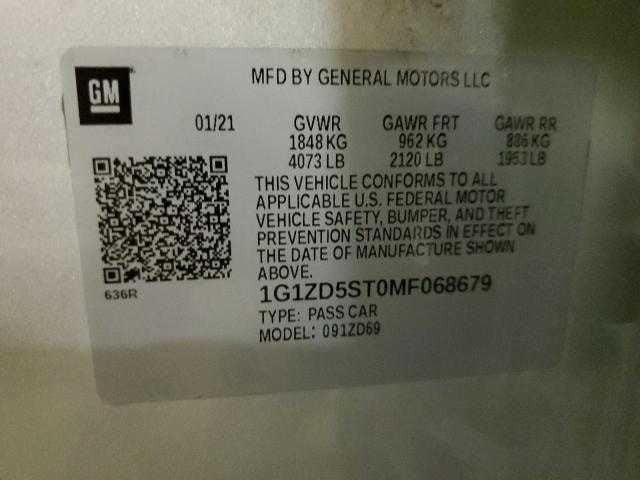 GM
MFD BY GENERAL MOTORS LLC
01/21 GVWR GAWR FRT GAWR RR
1848 KG 962 KG 886 KG
4073 LB 2120 LB 1953 LB
THIS VEHICLE CONFORMS TO ALL
APPLICABLE U.S. FEDERAL MOTOR
VEHICLE SAFETY, BUMPER, AND THEFT
PREVENTION STANDARDS IN EFFECT ON
THE DATE OF MANUFACTURE SHOWN
ABOVE.
636R
1G1ZD5ST0MF068679
TYPE: PASS CAR
MODEL: 091ZD69